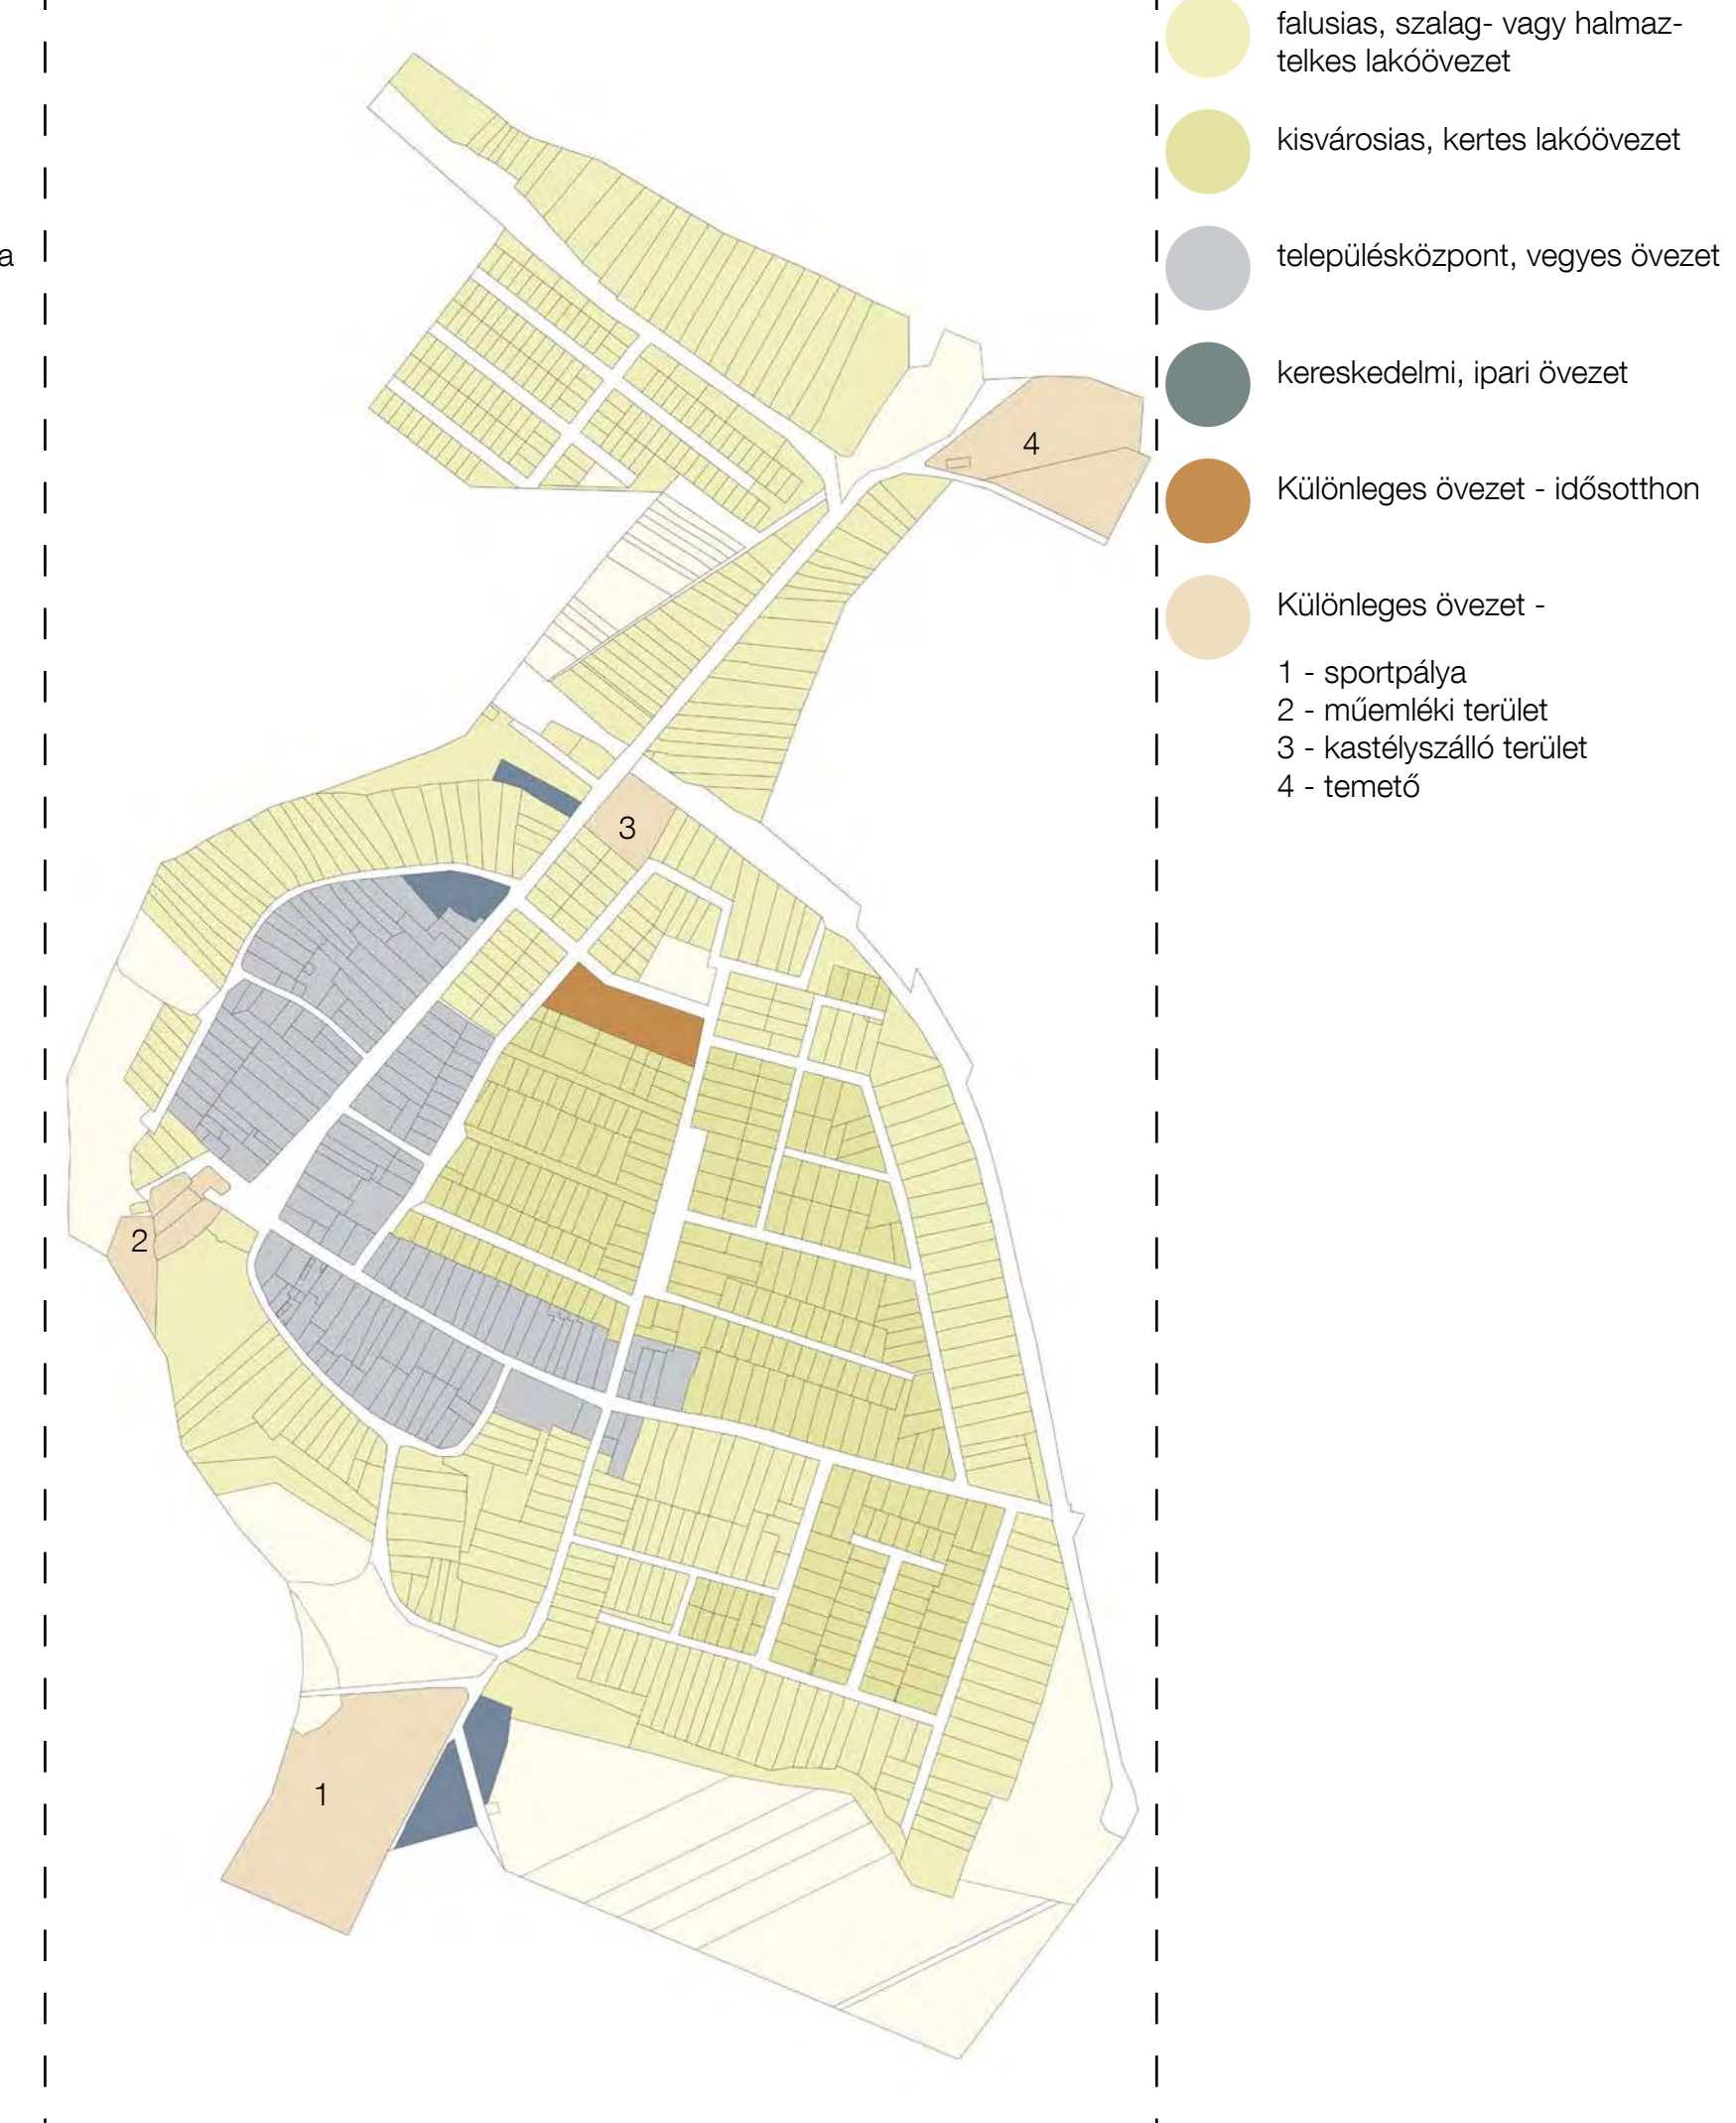 a
falusias, szalag- vagy halmaz-
telkes lakóövezet
kisvárosias, kertes lakóövezet
településközpont, vegyes övezet
kereskedelmi, ipari övezet
Különleges övezet - idősotthon
Különleges övezet -
1 - sportpálya
2 - műemléki terület
3 - kastélyszálló terület
4 - temető
4
3
2
1